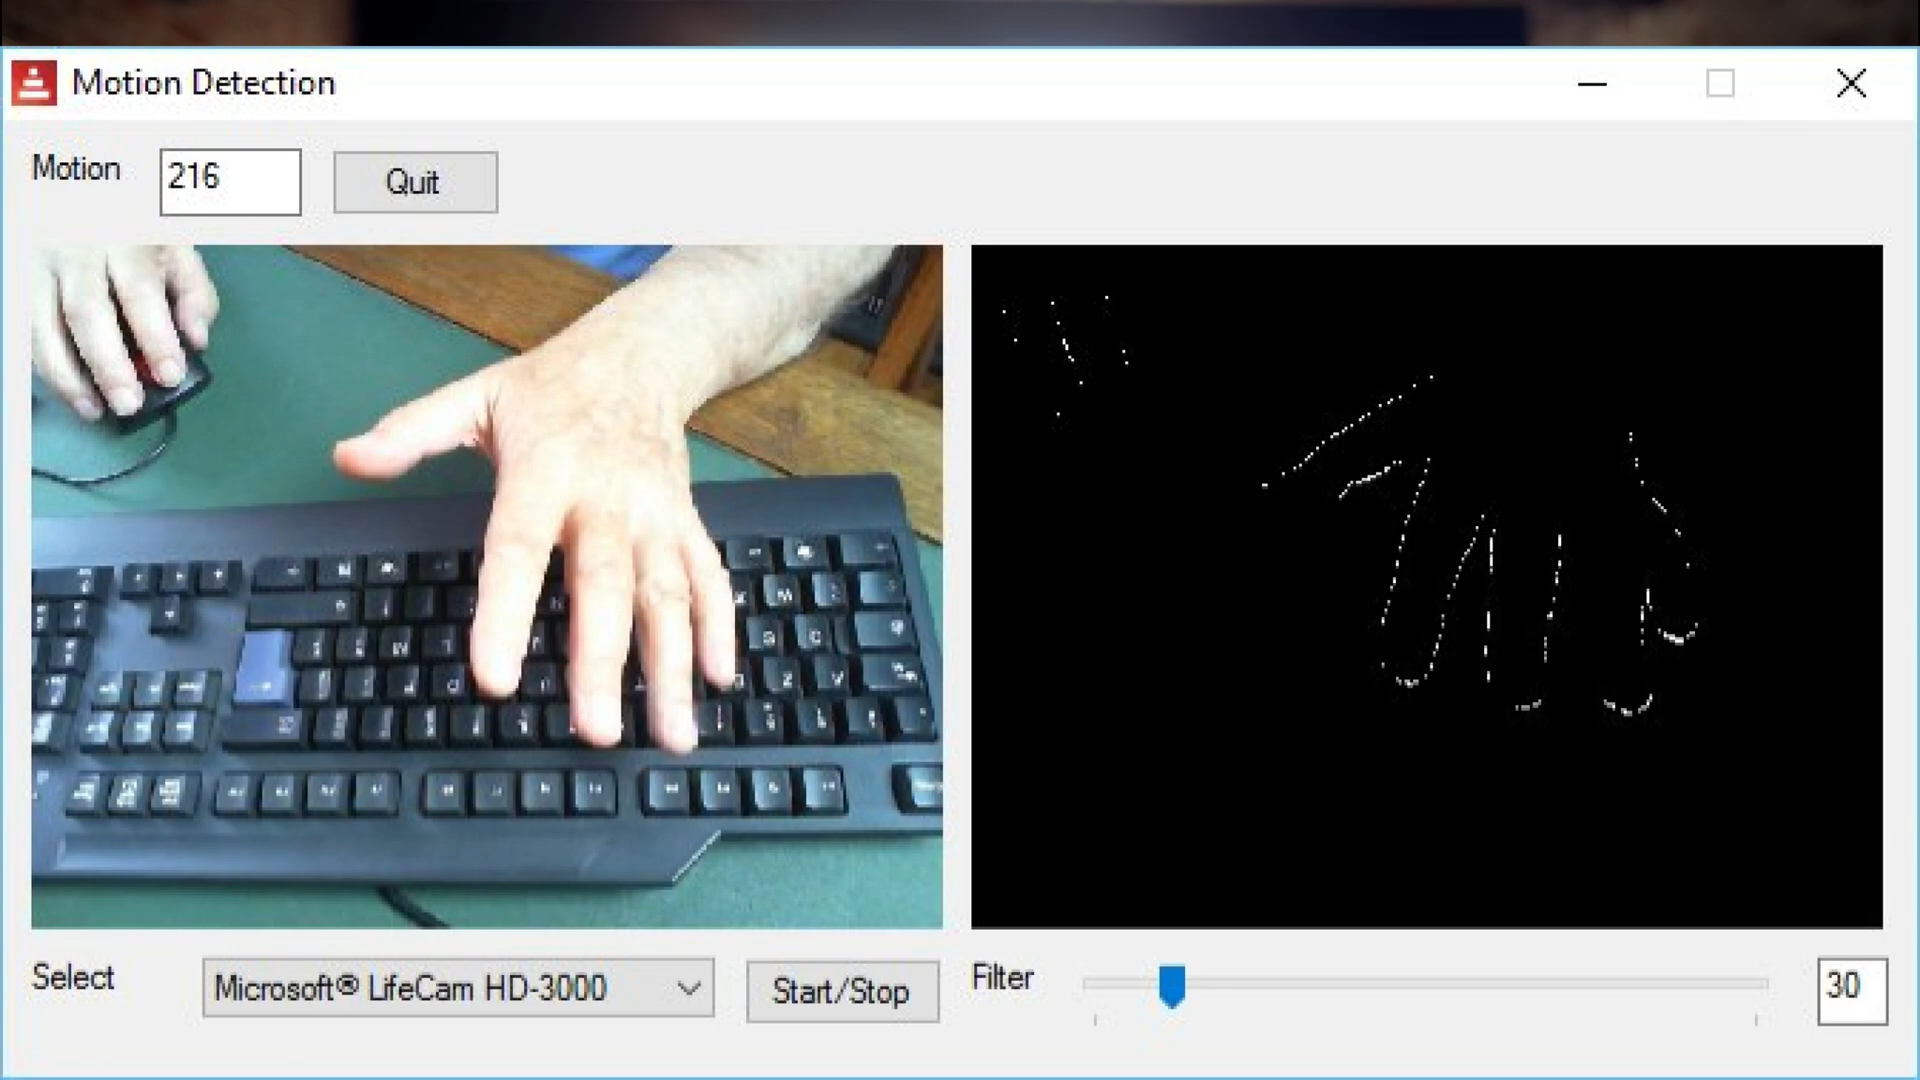 Motion Detection
Motion 216 Quit
Select Microsoft® LifeCam HD-3000 Start/Stop Filter 30